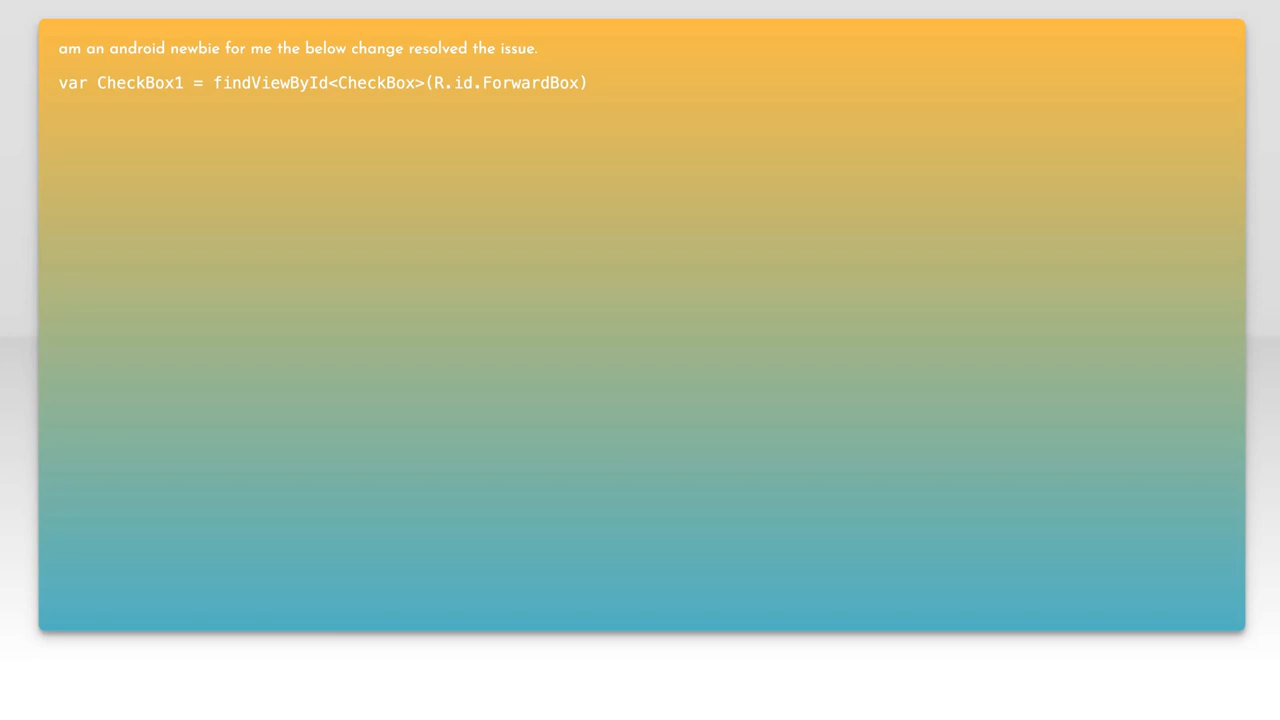 am an android newbie for me the below change resolved the issue.
var CheckBox1 = findViewById<CheckBox>(R.id.ForwardBox)